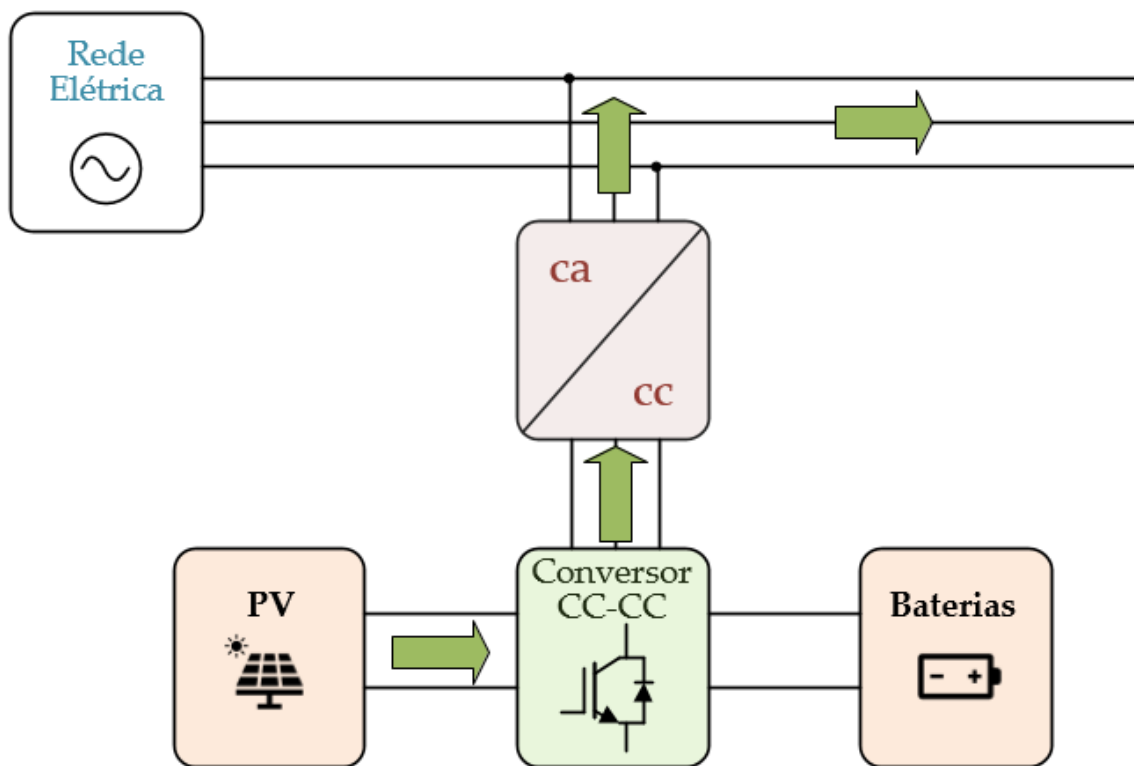 Rede
Elétrica
ca
cc
PV
Conversor
CC-CC
Baterias